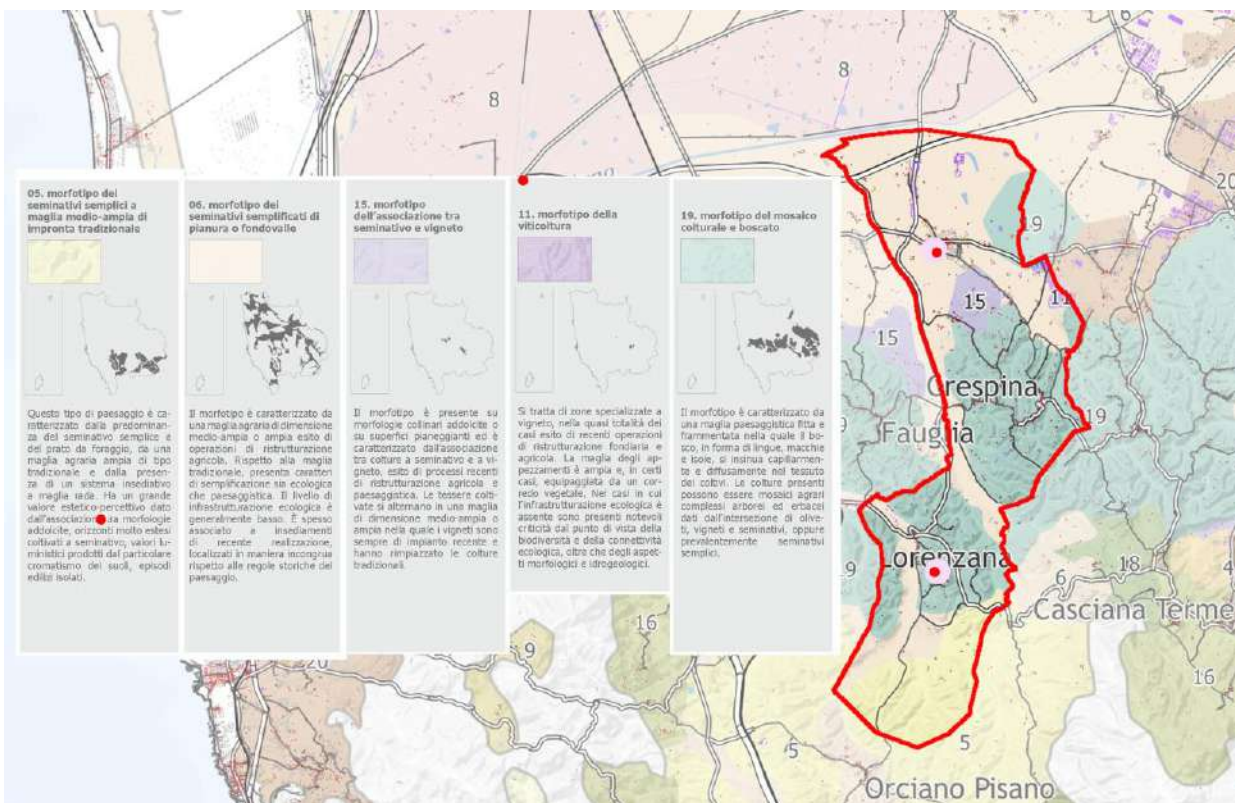 05. morfotipo dei
seminativi semplici a
maglia medio-ampia di
impronta tradizionale
Questo tipo di paesaggio è ca-
ratterizzato dalla predominan-
za del seminativo semplice e
del prato da foraggio, da una
maglia agraria ampia di tipo
tradizionale e dalla presen-
za di un sistema insediativo
a maglia rada. Ha un grande
valore estetico-percettivo dato
dall'associazione morfologie
addolcite, orizzonti molto estesi
coltivati a seminativo, valori lu-
ministici prodotti dal particolare
cromatismo dei suoli, episodi
edilizi isolati.
06. morfotipo dei
seminativi semplificati di
pianura o fondovalle
Il morfotipo è caratterizzato da
una maglia agraria di dimensione
medio-ampia o ampia esito di
operazioni di ristrutturazione
agricola. Rispetto alla maglia
tradizionale, presenta caratteri
di semplificazione sia ecologica
che paesaggistica. Il livello di
infrastrutturazione ecologica è
generalmente basso. È spesso
associato a insediamenti
di recente realizzazione,
localizzati in maniera incongrua
rispetto alle regole storiche del
paesaggio.
15. morfotipo
dell'associazione tra
seminativo e vigneto
Il morfotipo è presente su
morfologie collinari addolcite o
su superfici pianeggianti ed è
caratterizzato dall'associazione
tra colture a seminativo e a vi-
gneto, esito di processi recenti
di ristrutturazione agricola e
paesaggistica. Le tessere colti-
vate si alternano in una maglia
di dimensione medio-ampia o
ampia nella quale i vigneti sono
sempre di impianto recente e
hanno rimpiazzato le colture
tradizionali.
11. morfotipo della
viticoltura
Si tratta di zone specializzate a
vigneto, nella quasi totalità dei
casi esito di recenti operazioni
di ristrutturazione fondiaria e
agricola. La maglia degli ap-
pezzamenti è ampia e, in certi
casi, equipaggiata da un cor-
redo vegetale. Nei casi in cui
l'infrastrutturazione ecologica è
assente sono presenti notevoli
criticità dal punto di vista della
biodiversità e della connettività
ecologica, oltre che degli aspet-
ti morfologici e idrogeologici.
19. morfotipo del mosaico
colturale e boscato
Il morfotipo è caratterizzato da
una maglia paesaggistica fitta e
frammentata nella quale il bo-
sco, in forma di lingue, macchie
e isole, si insinua capillarmen-
te e diffusamente nel tessuto
dei coltivi. Le colture presenti
possono essere mosaici agrari
complessi arborei ed erbacei
dati dall'intersezione di olive-
ti, vigneti e seminativi, oppure
prevalentemente seminativi
semplici.
8
8
6
20
19
15
11
15
Crespina
19
Fauglia
Lorenzana
19
6
18
4
Casciana Terme
16
16
9
20
5
5
Orciano Pisano